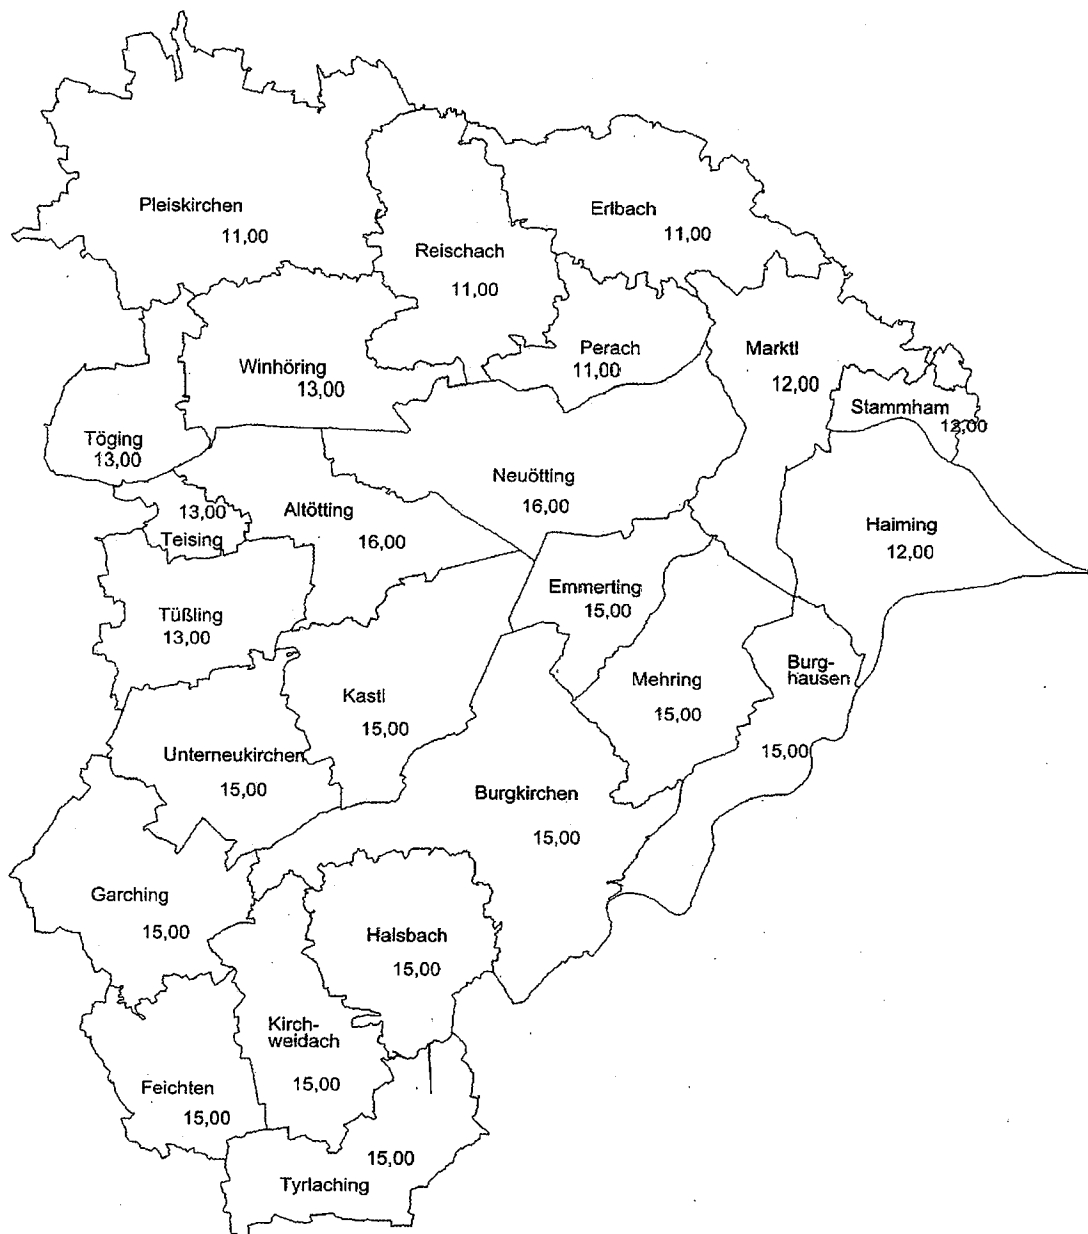 Pleiskirchen
11,00
Erlbach
11,00
Reischach
11,00
Perach
11,00
Marktl
12,00
Winhöring
13,00
Stammham
12,00
Töging
13,00
Neuötting
16,00
13,00
Teising
Altötting
16,00
Haiming
12,00
Emmerting
15,00
Tüßling
13,00
Burg-
hausen
15,00
Mehring
15,00
Kastl
15,00
Unterneukirchen
15,00
Burgkirchen
15,00
Garching
15,00
Halsbach
15,00
Kirch-
weidach
15,00
Feichten
15,00
15,00
Tyrlaching